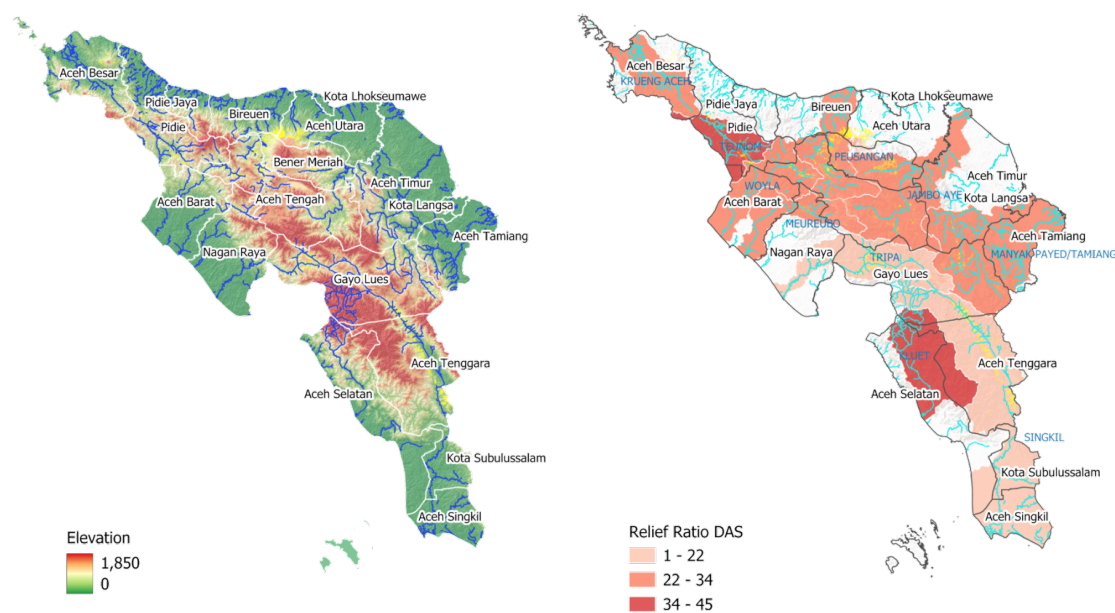 Aceh Besar
Pidie Jaya
Pidie
Bireuen
Kota Lhokseumawe
Aceh Utara
Bener Meriah
Aceh Timur
Aceh Tengah
Kota Langsa
Aceh Barat
Aceh Tamiang
Nagan Raya
Gayo Lues
Aceh Tenggara
Aceh Selatan
Kota Subulussalam
Aceh Singkil
Elevation
1,850
0
Aceh Besar
KRUENG ACEH
Pidie Jaya
Bireuen
Kota Lhokseumawe
Pidie
Aceh Utara
TEUNOM
PEUSANGAN
Aceh Timur
WOYLA
JAMBO AYE
Kota Langsa
Aceh Barat
MEUREUBO
Aceh Tamiang
Nagan Raya
TRIPA
MANYAK PAYED/TAMIANG
Gayo Lues
KLUET
Aceh Tenggara
Aceh Selatan
SINGKIL
Kota Subulussalam
Aceh Singkil
Relief Ratio DAS
1 - 22
22 - 34
34 - 45